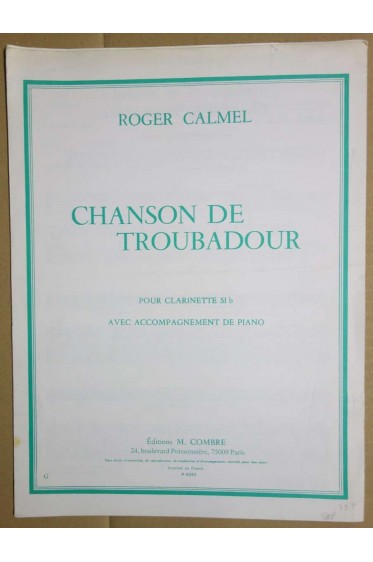 ROGER CALMEL
CHANSON DE
TROUBADOUR
POUR CLARINETTE SI b
AVEC ACCOMPAGNEMENT DE PIANO
Éditions M. COMBRE
24, boulevard Poissonnière, 75009 Paris
G